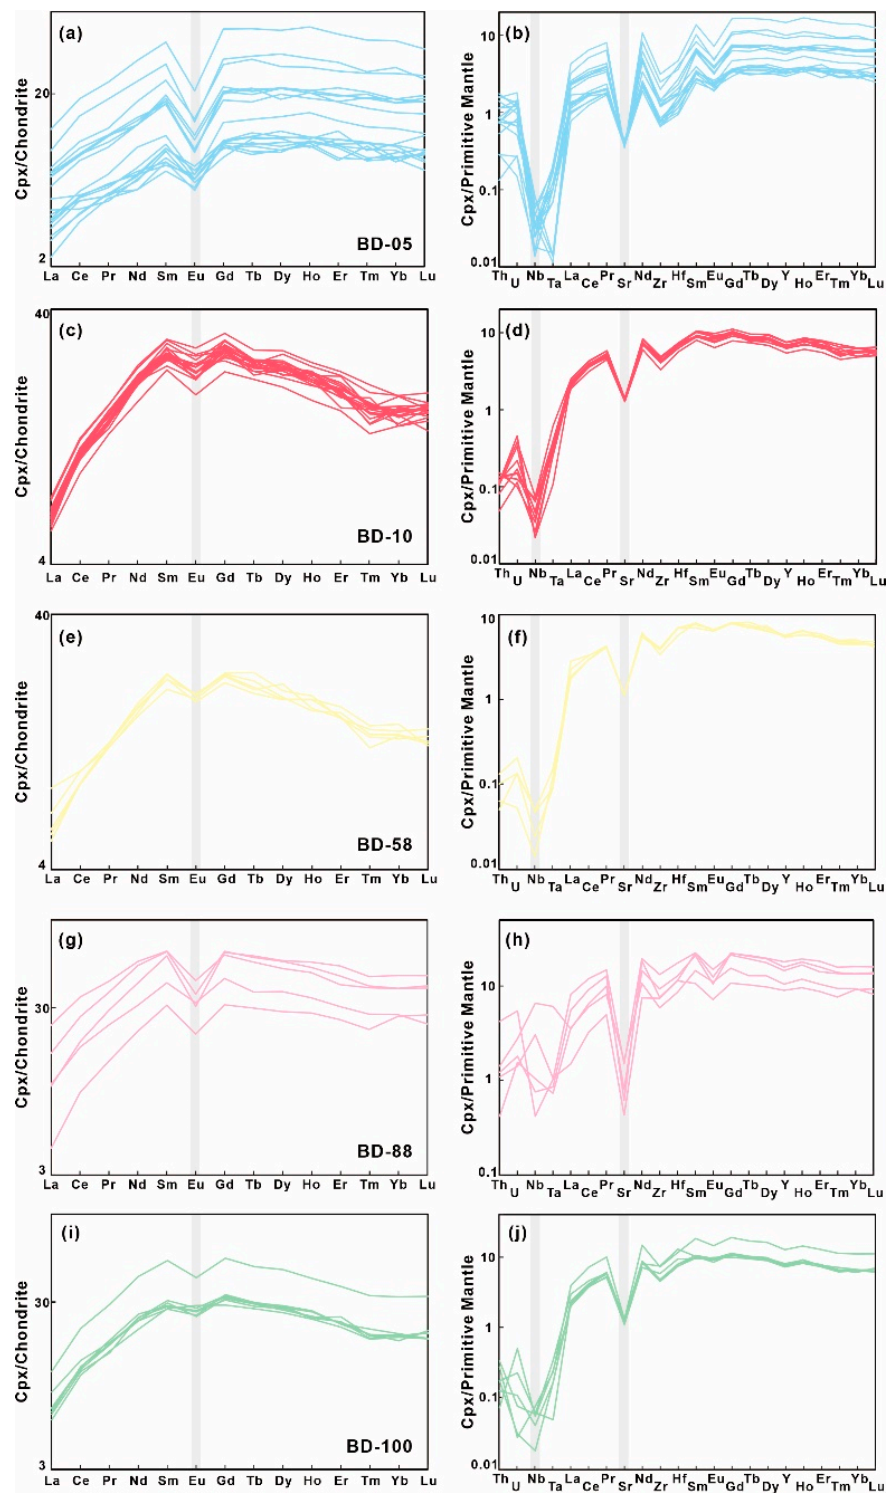 (a)
Cpx/Chondrite
20
2
BD-05
La Ce Pr Nd Sm Eu Gd Tb Dy Ho Er Tm Yb Lu
(b)
Cpx/Primitive Mantle
10
1
0.1
0.01
Th U Nb Ta La Ce Pr Sr Nd Zr Hf Sm Eu Gd Tb Dy Y Ho Er Tm Yb Lu
(c)
Cpx/Chondrite
40
4
BD-10
La Ce Pr Nd Sm Eu Gd Tb Dy Ho Er Tm Yb Lu
(d)
Cpx/Primitive Mantle
10
1
0.1
0.01
Th U Nb Ta La Ce Pr Sr Nd Zr Hf Sm Eu Gd Tb Dy Y Ho Er Tm Yb Lu
(e)
Cpx/Chondrite
40
4
BD-58
La Ce Pr Nd Sm Eu Gd Tb Dy Ho Er Tm Yb Lu
(f)
Cpx/Primitive Mantle
10
1
0.1
0.01
Th U Nb Ta La Ce Pr Sr Nd Zr Hf Sm Eu Gd Tb Dy Y Ho Er Tm Yb Lu
(g)
Cpx/Chondrite
30
3
BD-88
La Ce Pr Nd Sm Eu Gd Tb Dy Ho Er Tm Yb Lu
(h)
Cpx/Primitive Mantle
10
1
0.1
Th U Nb Ta La Ce Pr Sr Nd Zr Hf Sm Eu Gd Tb Dy Y Ho Er Tm Yb Lu
(i)
Cpx/Chondrite
30
3
BD-100
La Ce Pr Nd Sm Eu Gd Tb Dy Ho Er Tm Yb Lu
(j)
Cpx/Primitive Mantle
10
1
0.1
0.01
Th U Nb Ta La Ce Pr Sr Nd Zr Hf Sm Eu Gd Tb Dy Y Ho Er Tm Yb Lu